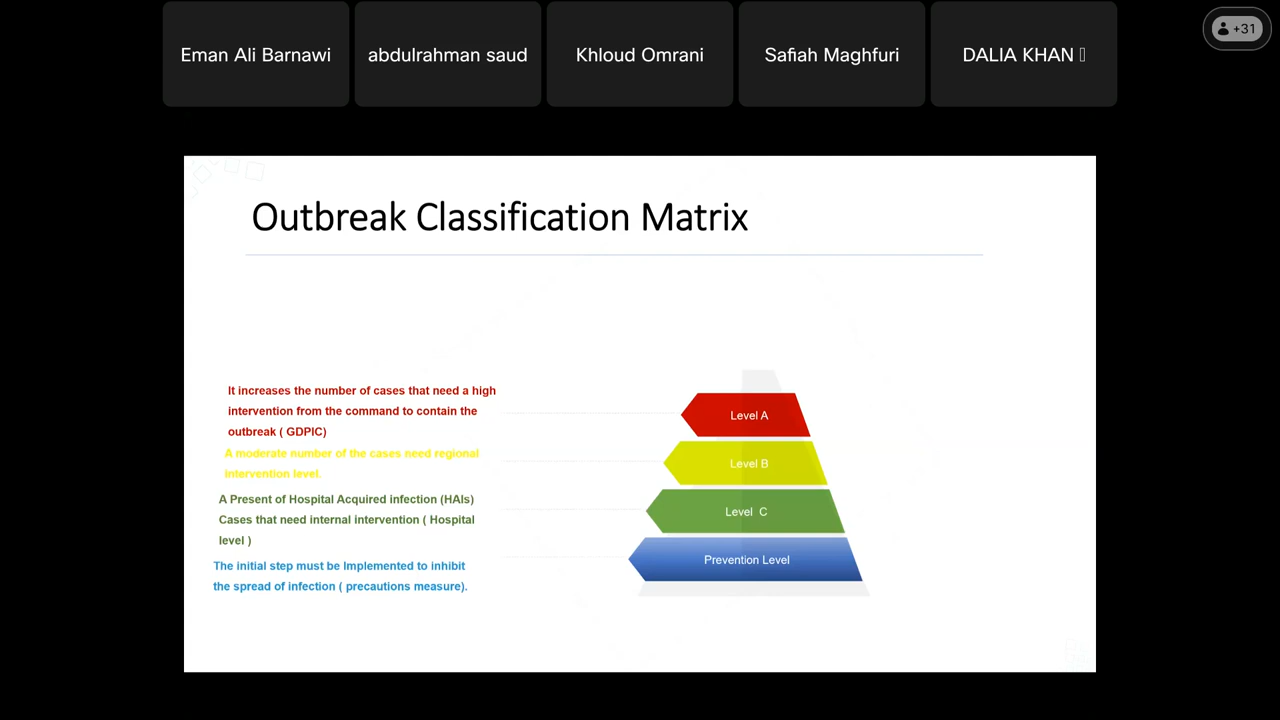 Eman Ali Barnawi
abdulrahman saud
Khloud Omrani
Safiah Maghfuri
DALIA KHAN
+31
Outbreak Classification Matrix
It increases the number of cases that need a high
intervention from the command to contain the
outbreak ( GDPIC)
A moderate number of the cases need regional
intervention level.
A Present of Hospital Acquired infection (HAIs)
Cases that need internal intervention ( Hospital
level )
The initial step must be Implemented to inhibit
the spread of infection ( precautions measure).
Level A
Level B
Level C
Prevention Level